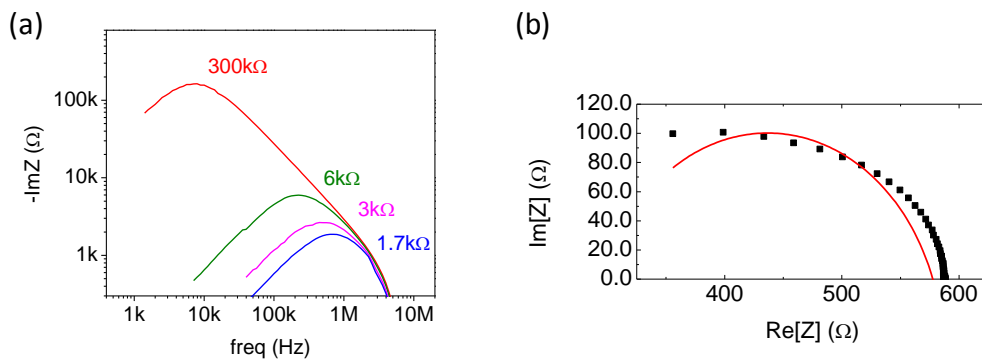 (a)
-ImZ (Ω)
100k
10k
1k
300kΩ
6kΩ
3kΩ
1.7kΩ
1k 10k 100k 1M 10M
freq (Hz)
(b)
Im[Z] (Ω)
120.0
100.0
80.0
60.0
40.0
20.0
0.0
400 500 600
Re[Z] (Ω)